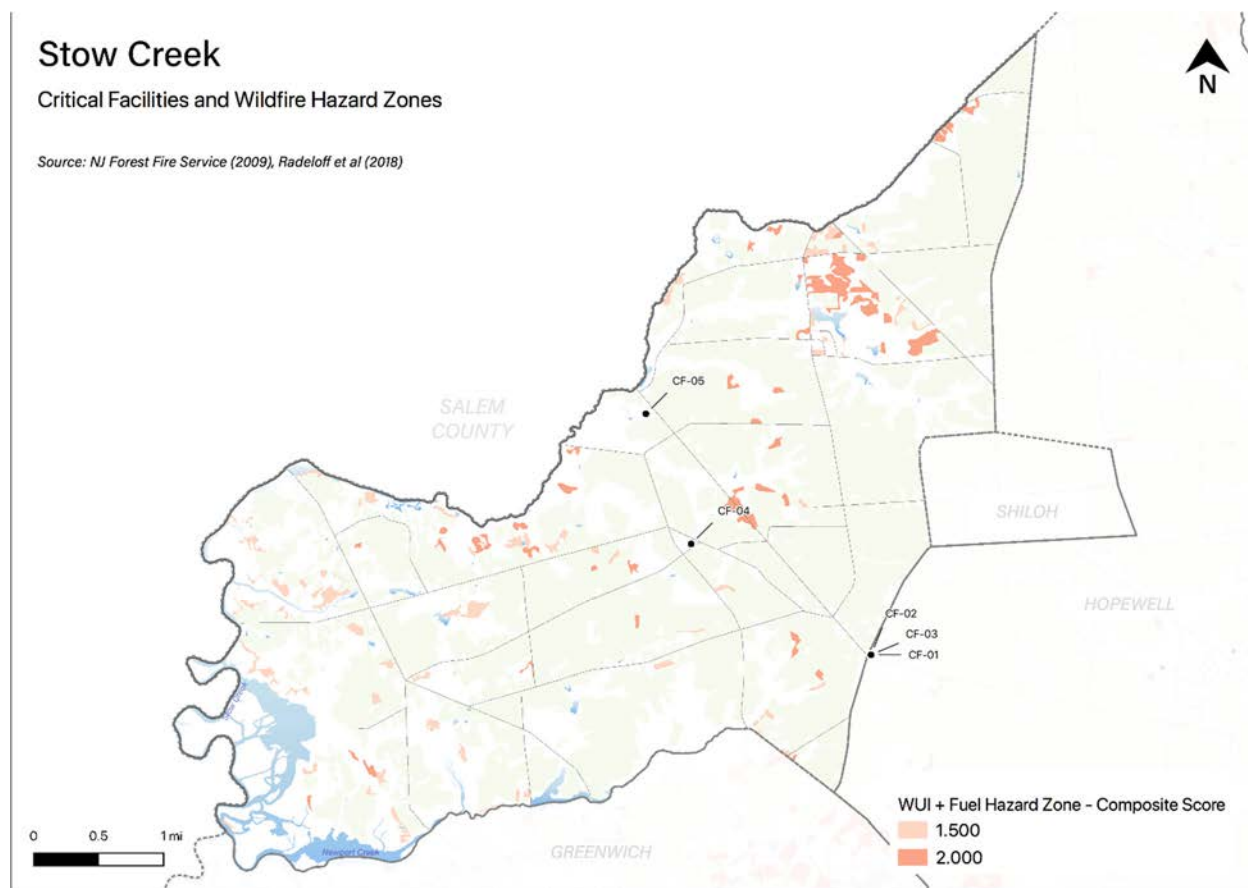 Stow Creek
Critical Facilities and Wildfire Hazard Zones
Source: NJ Forest Fire Service (2009), Radeloff et al (2018)
N
CF-05
SALEM
COUNTY
SHILOH
CF-04
HOPEWELL
CF-02
CF-03
CF-01
WUI + Fuel Hazard Zone - Composite Score
1.500
2.000
0 0.5 1 mi
Newport Creek
GREENWICH